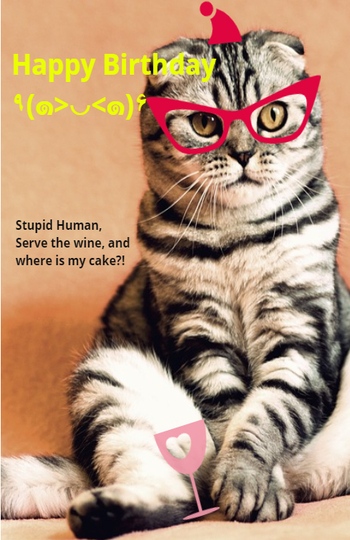 Happy Birthday
٩(๑>◡<๑)۶
Stupid Human,
Serve the wine, and
where is my cake?!